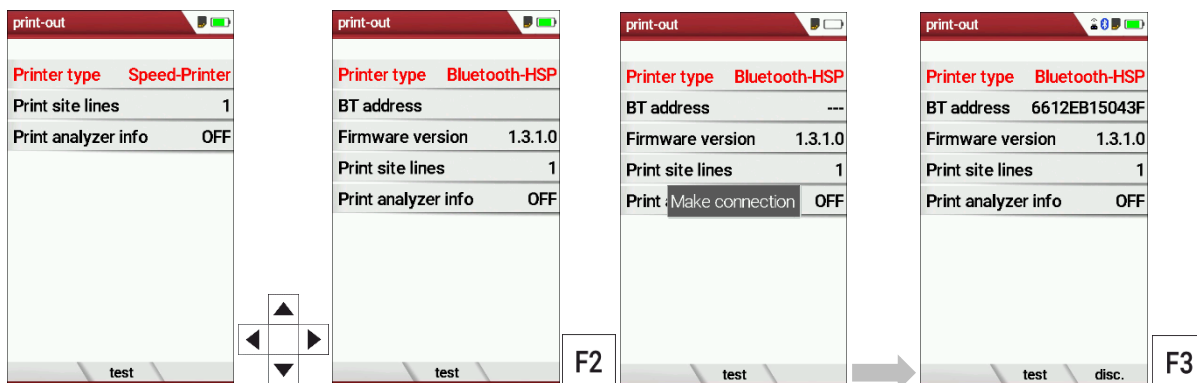 print-out
Printer type Speed-Printer
Print site lines 1
Print analyzer info OFF
test
print-out
Printer type Bluetooth-HSP
BT address
Firmware version 1.3.1.0
Print site lines 1
Print analyzer info OFF
test
F2
print-out
Printer type Bluetooth-HSP
BT address ---
Firmware version 1.3.1.0
Print site lines 1
Print Make connection OFF
test
print-out
Printer type Bluetooth-HSP
BT address 6612EB15043F
Firmware version 1.3.1.0
Print site lines 1
Print analyzer info OFF
test disc.
F3